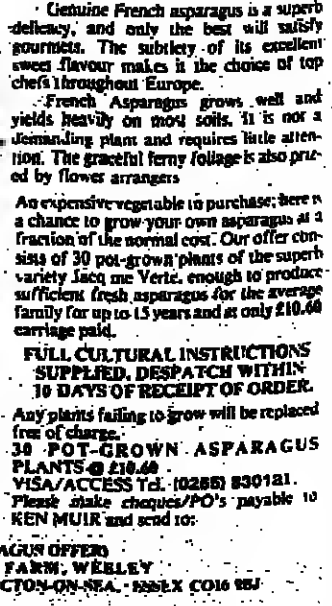 Genuine French asparagus is a superb
delicacy, and only the best will satisfy
gourmets. The subtlety of its excellent
sweet flavour makes it the choice of top
chefs throughout Europe.
French Asparagus grows well and
yields heavily on most soils. It is not a
demanding plant and requires little atten-
tion. The graceful ferny foliage is also priz-
ed by flower arrangers
An expensive vegetable to purchase; here is
a chance to grow your own asparagus at a
fraction of the normal cost. Our offer con-
sists of 30 pot-grown plants of the superb
variety Jacq me Verte, enough to produce
sufficient fresh asparagus for the average
family for up to 15 years and at only £10.60
carriage paid.
FULL CULTURAL INSTRUCTIONS
SUPPLIED, DESPATCH WITHIN
10 DAYS OF RECEIPT OF ORDER.
Any plants failing to grow will be replaced
free of charge.
30 POT-GROWN ASPARAGUS
PLANTS @ £10.60
VISA/ACCESS Tel. (0255) 830181.
Please make cheques/PO's payable to
KEN MUIR and send to:
AGUS OFFER)
FARM, WEELEY
CTON-ON-SEA, ESSEX CO16